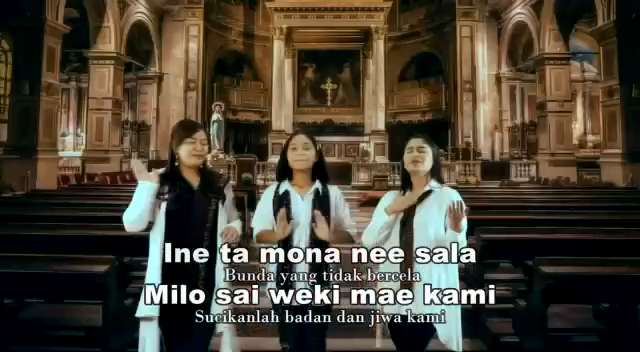 Ine ta mona nee sala
Bunda yang tidak bercela
Milo sai weki mae kami
Sucikanlah badan dan jiwa kami